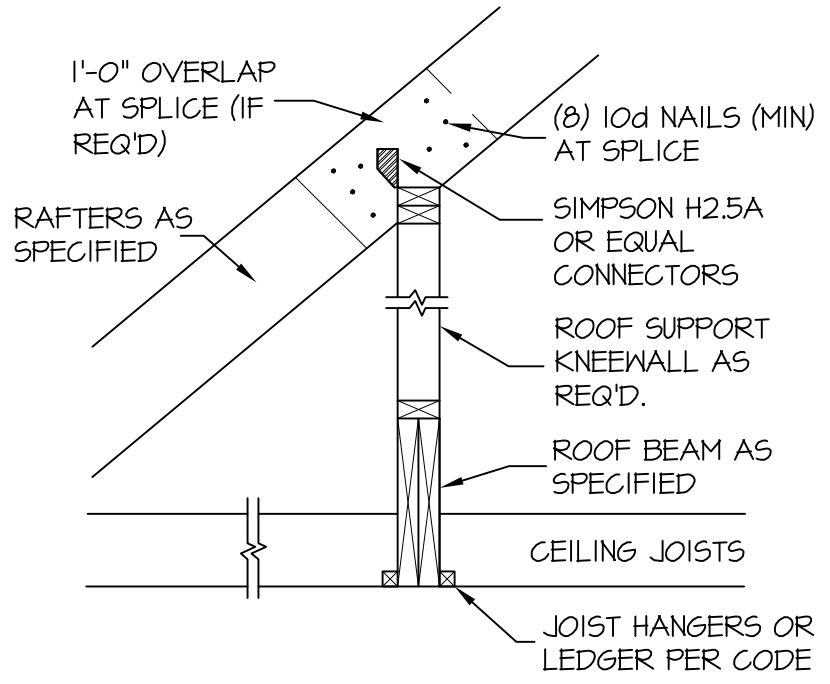 1'-0" OVERLAP
AT SPLICE (IF
REQ'D)
(8) 10d NAILS (MIN)
AT SPLICE
RAFTERS AS
SPECIFIED
SIMPSON H2.5A
OR EQUAL
CONNECTORS
ROOF SUPPORT
KNEEWALL AS
REQ'D.
ROOF BEAM AS
SPECIFIED
CEILING JOISTS
JOIST HANGERS OR
LEDGER PER CODE